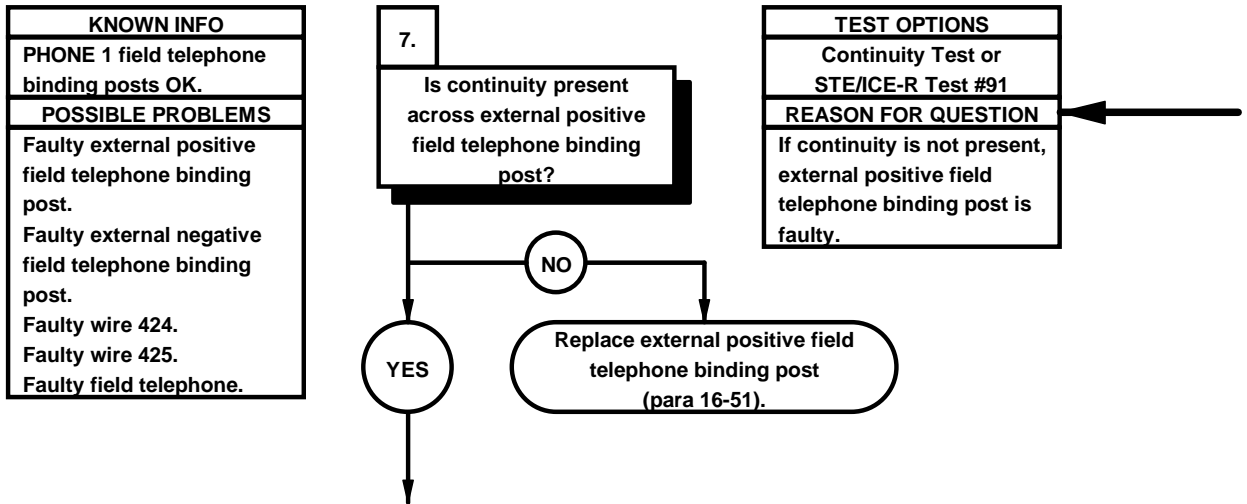 KNOWN INFO
PHONE 1 field telephone
binding posts OK.
POSSIBLE PROBLEMS
Faulty external positive
field telephone binding
post.
Faulty external negative
field telephone binding
post.
Faulty wire 424.
Faulty wire 425.
Faulty field telephone.
7.
Is continuity present
across external positive
field telephone binding
post?
TEST OPTIONS
Continuity Test or
STE/ICE-R Test #91
REASON FOR QUESTION
If continuity is not present,
external positive field
telephone binding post is
faulty.
NO
YES
Replace external positive field
telephone binding post
(para 16-51).